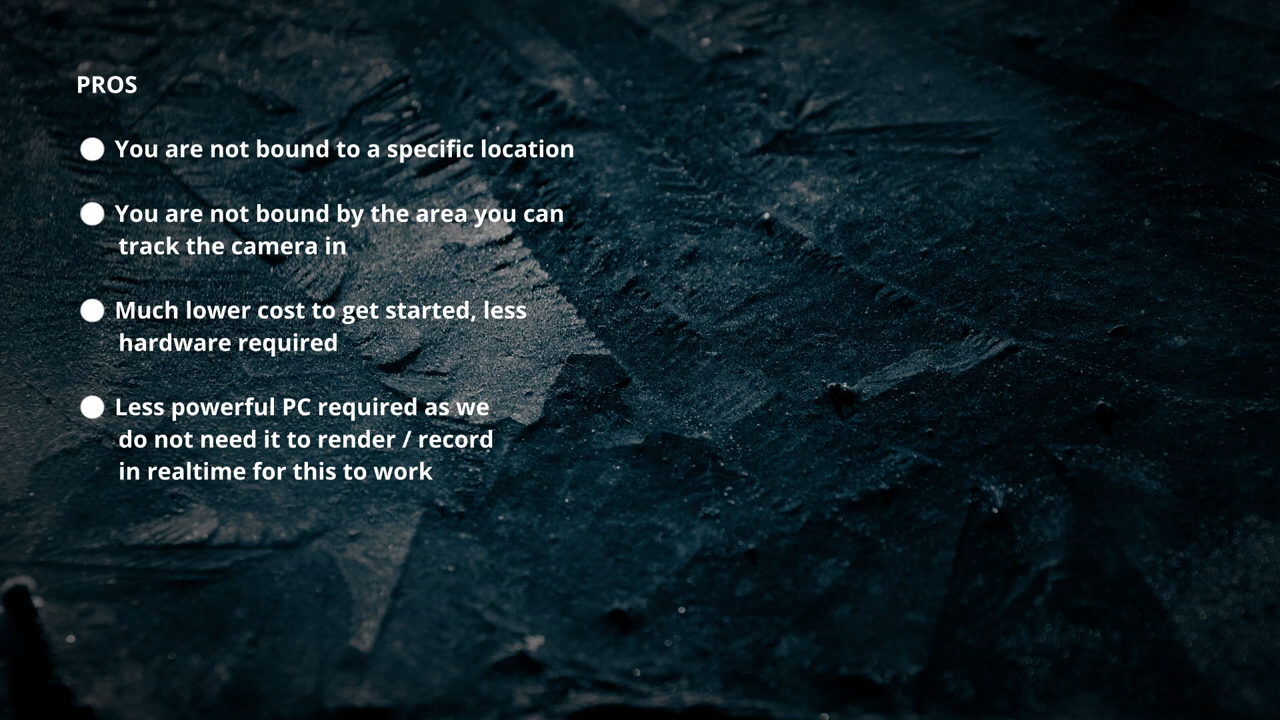 PROS
You are not bound to a specific location
You are not bound by the area you can
track the camera in
Much lower cost to get started, less
hardware required
Less powerful PC required as we
do not need it to render / record
in realtime for this to work